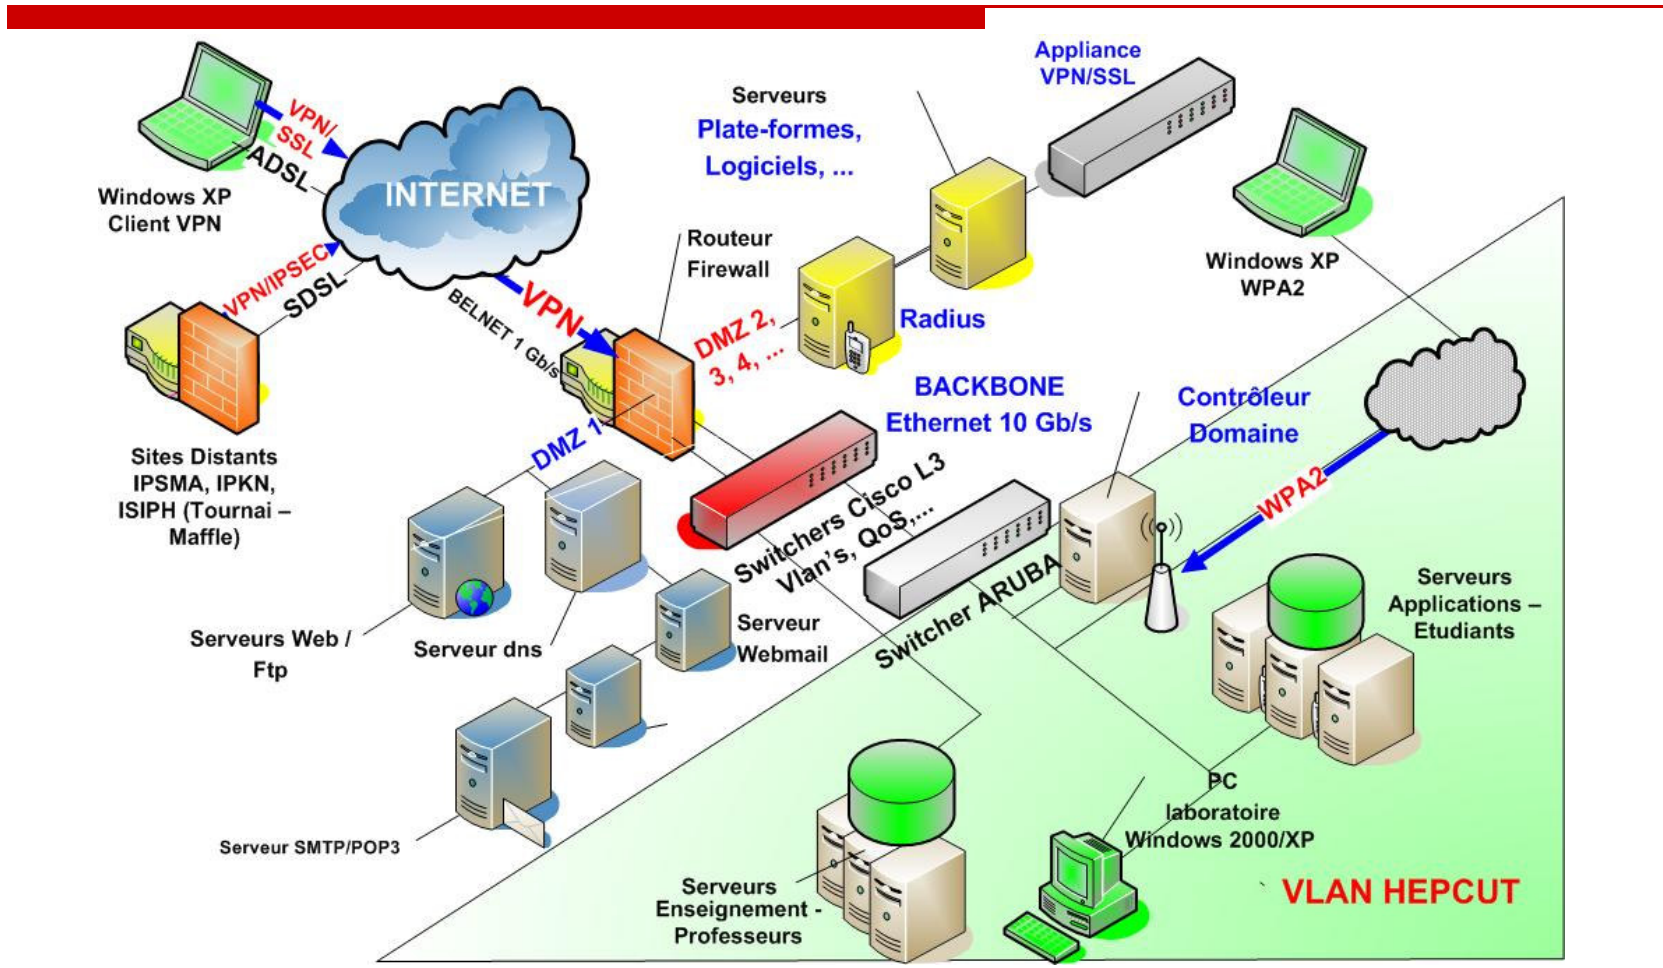 Appliance
VPN/SSL
Serveurs
Plate-formes,
Logiciels, ...
VPN/
SSL
ADSL
INTERNET
Windows XP
Client VPN
VPN/IPSEC
SDSL
BELNET 1 Gb/s
VPN
Routeur
Firewall
DMZ 2,
3, 4, ...
Radius
Windows XP
WPA2
BACKBONE
Ethernet 10 Gb/s
Contrôleur
Domaine
DMZ 1
Sites Distants
IPSMA, IPKN,
ISIPH (Tournai –
Maffle)
Switchers Cisco L3
Vlan's, QoS,...
WPA2
Switcher ARUBA
Serveurs
Applications –
Etudiants
Serveurs Web /
Ftp
Serveur dns
Serveur
Webmail
Serveur SMTP/POP3
PC
laboratoire
Windows 2000/XP
Serveurs
Enseignement -
Professeurs
` VLAN HEPCUT